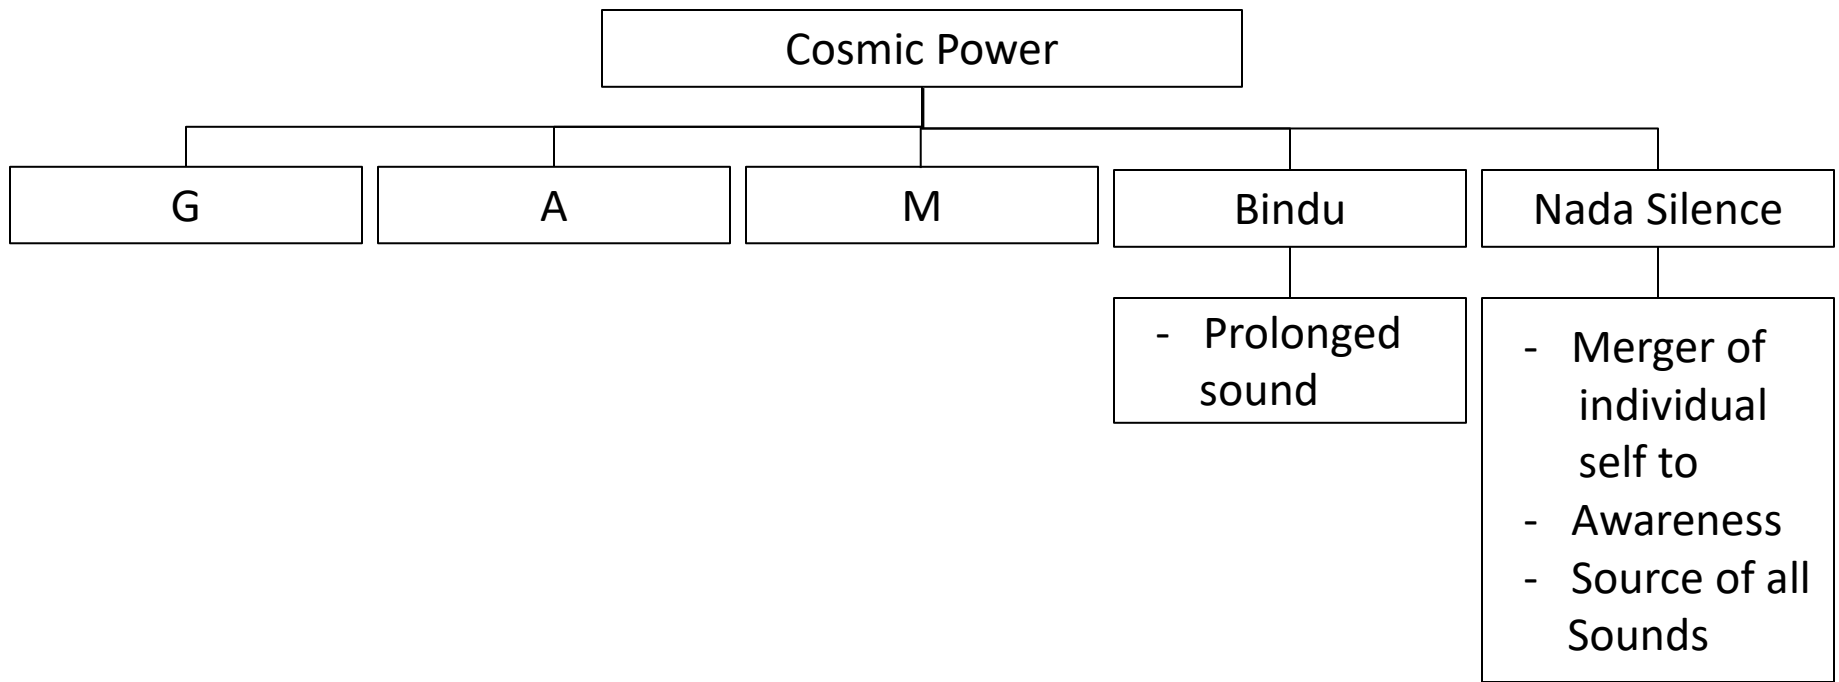 Cosmic Power
G
A
M
Bindu
Nada Silence
- Prolonged
sound
- Merger of
individual
self to
- Awareness
- Source of all
Sounds